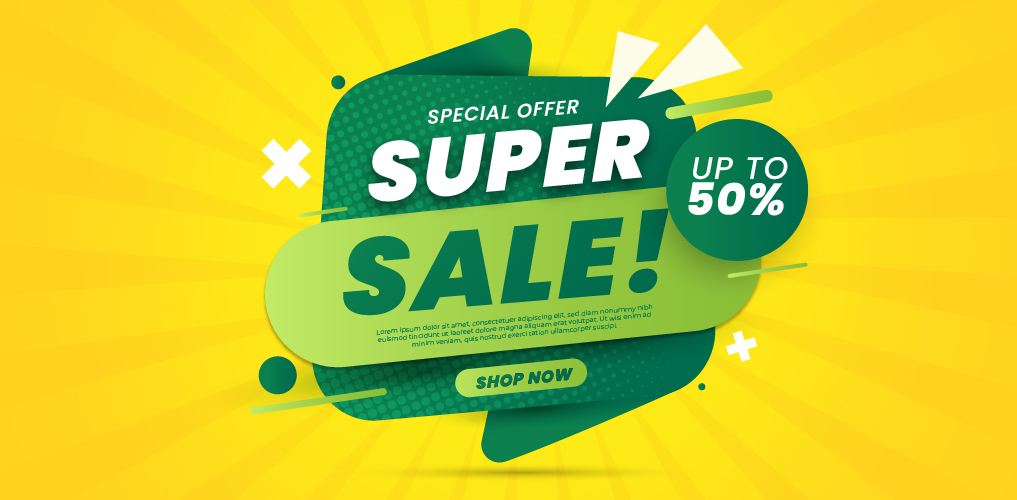 SPECIAL OFFER
SUPER
UP TO
50%
SALE!
Lorem ipsum dolor sit amet, consectetuer adipiscing elit, sed diam nonummy nibh
euismod tincidunt ut laoreet dolore magna aliquam erat volutpat. Ut wisi enim ad
minim veniam, quis nostrud exerci tation ullamcorper suscipi.
SHOP NOW